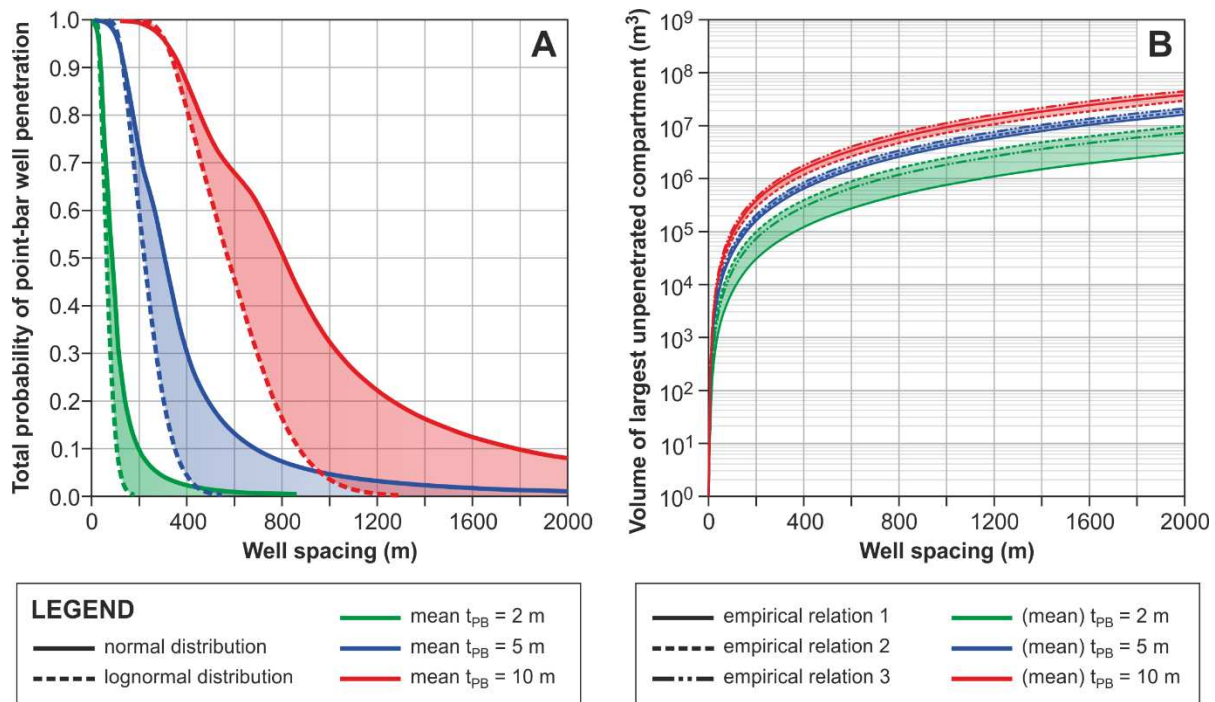 A
Total probability of point-bar well penetration
1.0
0.9
0.8
0.7
0.6
0.5
0.4
0.3
0.2
0.1
0.0
0 400 800 1200 1600 2000
Well spacing (m)
B
Volume of largest unpenetrated compartment (m³)
10⁹
10⁸
10⁷
10⁶
10⁵
10⁴
10³
10²
10¹
10⁰
0 400 800 1200 1600 2000
Well spacing (m)
LEGEND
normal distribution
lognormal distribution
mean tPB = 2 m
mean tPB = 5 m
mean tPB = 10 m
empirical relation 1
empirical relation 2
empirical relation 3
(mean) tPB = 2 m
(mean) tPB = 5 m
(mean) tPB = 10 m